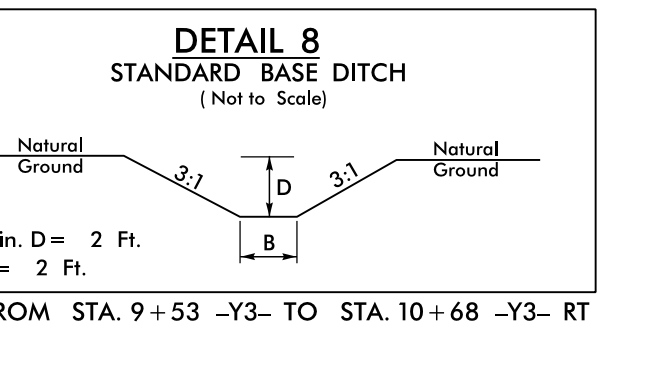 DETAIL 8
STANDARD BASE DITCH
( Not to Scale)
Natural
Ground
3:1
D
3:1
Natural
Ground
B
in. D = 2 Ft.
= 2 Ft.
ROM STA. 9+53 -Y3- TO STA. 10+68 -Y3- RT